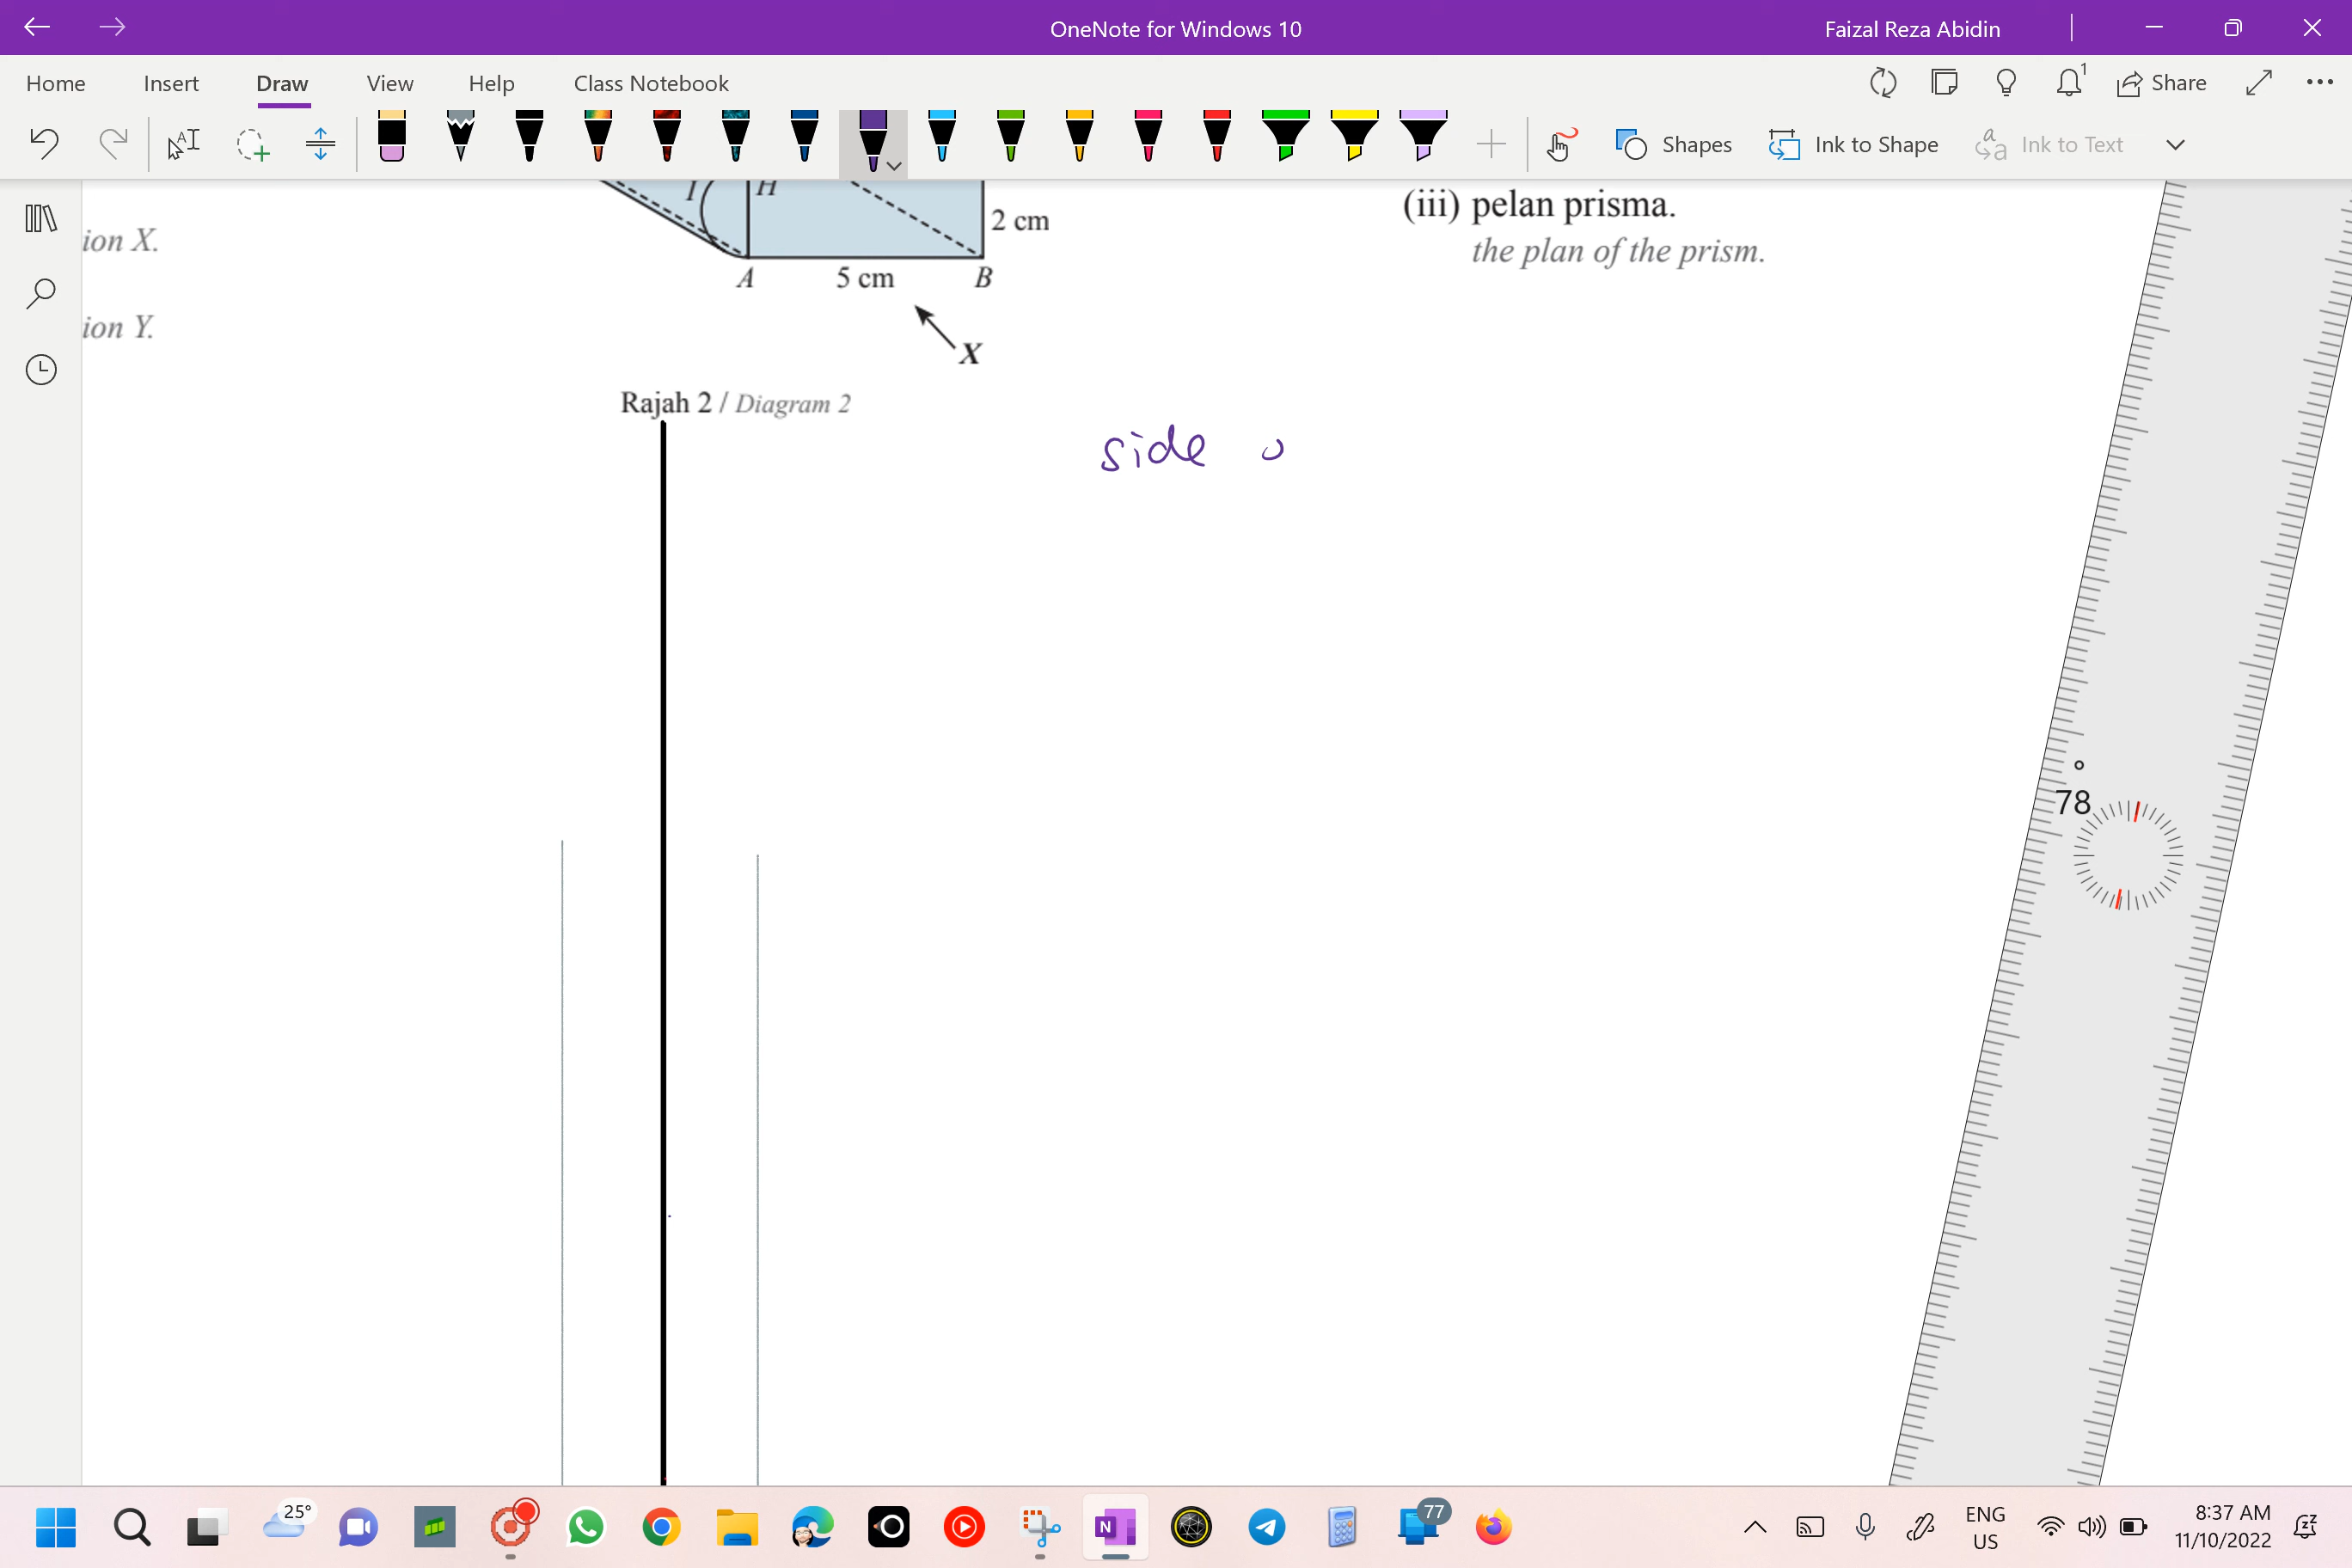 OneNote for Windows 10
Faizal Reza Abidin
Home Insert Draw View Help Class Notebook
1
Share
Shapes
Ink to Shape
Ink to Text
ion X.
ion Y.
I H
2 cm
A 5 cm B
X
Rajah 2 / Diagram 2
(iii) pelan prisma.
the plan of the prism.
side o
°
78
25°
77
ENG
US
8:37 AM
11/10/2022